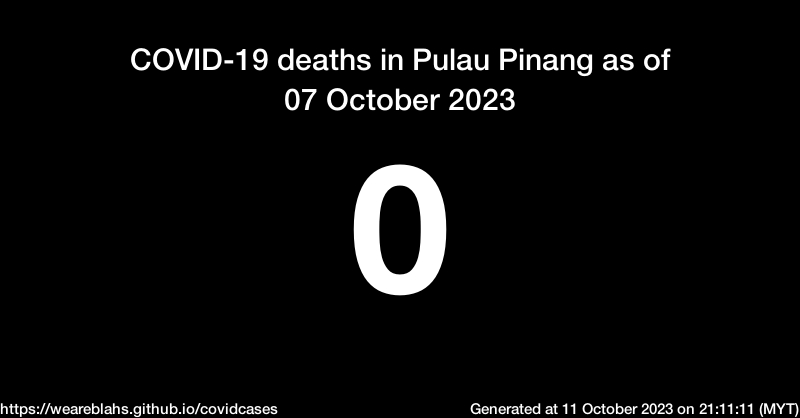 COVID-19 deaths in Pulau Pinang as of
07 October 2023
0
https://weareblahs.github.io/covidcases
Generated at 11 October 2023 on 21:11:11 (MYT)